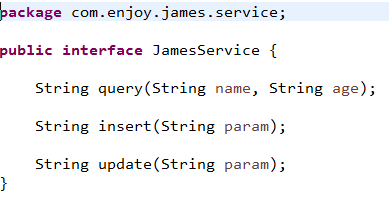 package com.enjoy.james.service;
public interface JamesService {
    String query(String name, String age);
    String insert(String param);
    String update(String param);
}